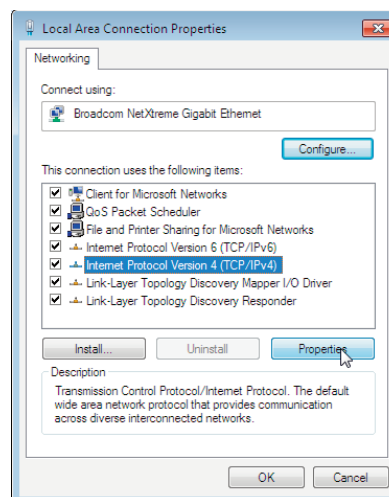 Local Area Connection Properties
Networking
Connect using:
Broadcom NetXtreme Gigabit Ethernet
Configure...
This connection uses the following items:
Client for Microsoft Networks
QoS Packet Scheduler
File and Printer Sharing for Microsoft Networks
Internet Protocol Version 6 (TCP/IPv6)
Internet Protocol Version 4 (TCP/IPv4)
Link-Layer Topology Discovery Mapper I/O Driver
Link-Layer Topology Discovery Responder
Install... Uninstall Properties
Description
Transmission Control Protocol/Internet Protocol. The default
wide area network protocol that provides communication
across diverse interconnected networks.
OK Cancel